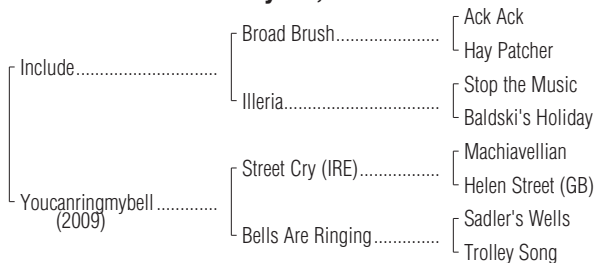 Ack Ack
Broad Brush
Hay Patcher
Include
Stop the Music
Illeria
Baldski's Holiday
Machiavellian
Street Cry (IRE)
Helen Street (GB)
Youcanringmybell
(2009)
Sadler's Wells
Bells Are Ringing
Trolley Song